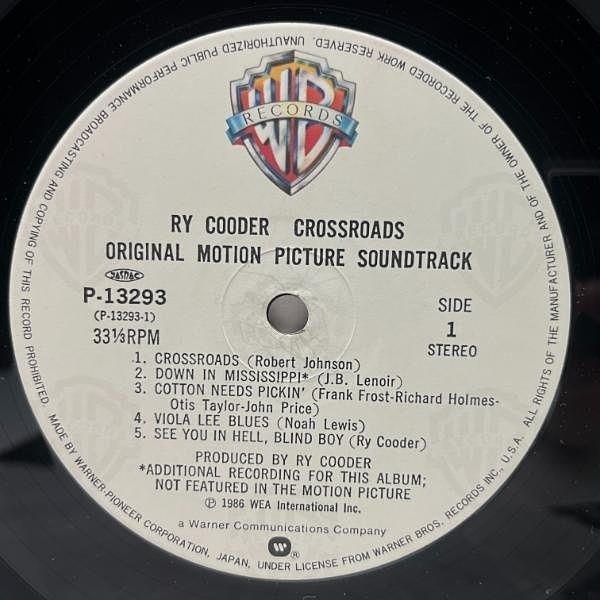 WB
RECORDS
RY COODER CROSSROADS
ORIGINAL MOTION PICTURE SOUNDTRACK
JASRAC
P-13293
(P-13293-1)
33⅓RPM
SIDE
1
STEREO
1. CROSSROADS (Robert Johnson)
2. DOWN IN MISSISSIPPI* (J.B. Lenoir)
3. COTTON NEEDS PICKIN' (Frank Frost-Richard Holmes-
Otis Taylor-John Price)
4. VIOLA LEE BLUES (Noah Lewis)
5. SEE YOU IN HELL, BLIND BOY (Ry Cooder)
PRODUCED BY RY COODER
*ADDITIONAL RECORDING FOR THIS ALBUM;
NOT FEATURED IN THE MOTION PICTURE
℗ 1986 WEA International Inc.
a Warner Communications Company
®
MADE BY WARNER-PIONEER CORPORATION, JAPAN, UNDER LICENSE FROM WARNER BROS. RECORDS INC., U.S.A. ALL RIGHTS OF THE MANUFACTURER AND OF THE OWNER OF THE RECORDED WORK RESERVED. UNAUTHORIZED PUBLIC PERFORMANCE BROADCASTING AND COPYING OF THIS RECORD PROHIBITED.